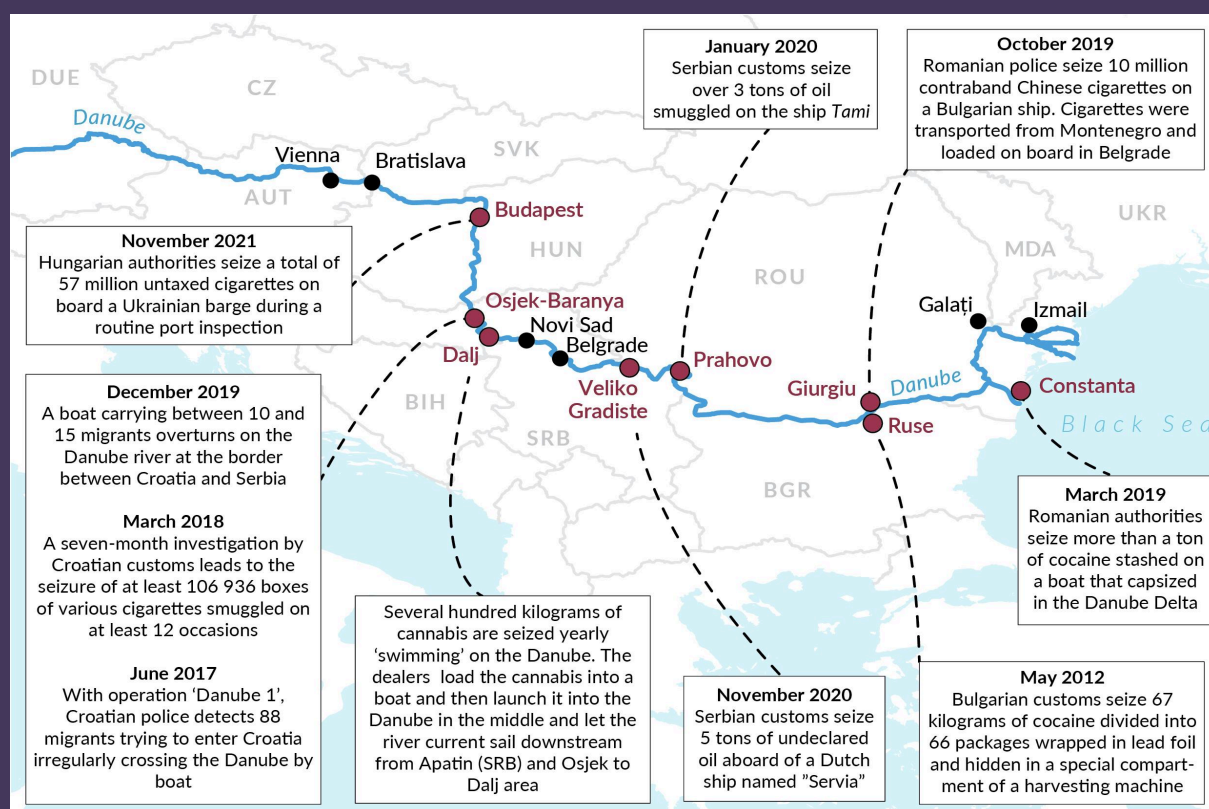 January 2020
Serbian customs seize
over 3 tons of oil
smuggled on the ship Tami
October 2019
Romanian police seize 10 million
contraband Chinese cigarettes on
a Bulgarian ship. Cigarettes were
transported from Montenegro and
loaded on board in Belgrade
DUE
CZ
Danube
Vienna
Bratislava
SVK
AUT
Budapest
UKR
November 2021
Hungarian authorities seize a total of
57 million untaxed cigarettes on
board a Ukrainian barge during a
routine port inspection
HUN
MDA
ROU
Osjek-Baranya
Galați
Izmail
Novi Sad
Belgrade
Dalj
Prahovo
Veliko
Gradiste
Giurgiu
Danube
Constanta
Ruse
Black Sea
BIH
SRB
BGR
December 2019
A boat carrying between 10 and
15 migrants overturns on the
Danube river at the border
between Croatia and Serbia
March 2018
A seven-month investigation by
Croatian customs leads to the
seizure of at least 106 936 boxes
of various cigarettes smuggled on
at least 12 occasions
June 2017
With operation ‘Danube 1’,
Croatian police detects 88
migrants trying to enter Croatia
irregularly crossing the Danube by
boat
Several hundred kilograms of
cannabis are seized yearly
‘swimming’ on the Danube. The
dealers load the cannabis into a
boat and then launch it into the
Danube in the middle and let the
river current sail downstream
from Apatin (SRB) and Osjek to
Dalj area
November 2020
Serbian customs seize
5 tons of undeclared
oil aboard of a Dutch
ship named ”Servia”
March 2019
Romanian authorities
seize more than a ton
of cocaine stashed on
a boat that capsized
in the Danube Delta
May 2012
Bulgarian customs seize 67
kilograms of cocaine divided into
66 packages wrapped in lead foil
and hidden in a special compart-
ment of a harvesting machine